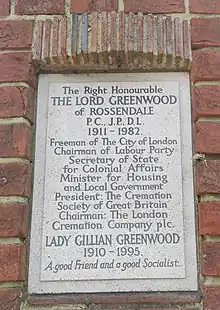 The Right Honourable
THE LORD GREENWOOD
of ROSSENDALE
P.C., J.P. D.L.
1911-1982.
Freeman of The City of London
Chairman of Labour Party
Secretary of State
for Colonial Affairs
Minister for Housing
and Local Government
President: The Cremation
Society of Great Britain
Chairman: The London
Cremation Company plc.
LADY GILLIAN GREENWOOD
1910-1995.
A good Friend and a good Socialist.